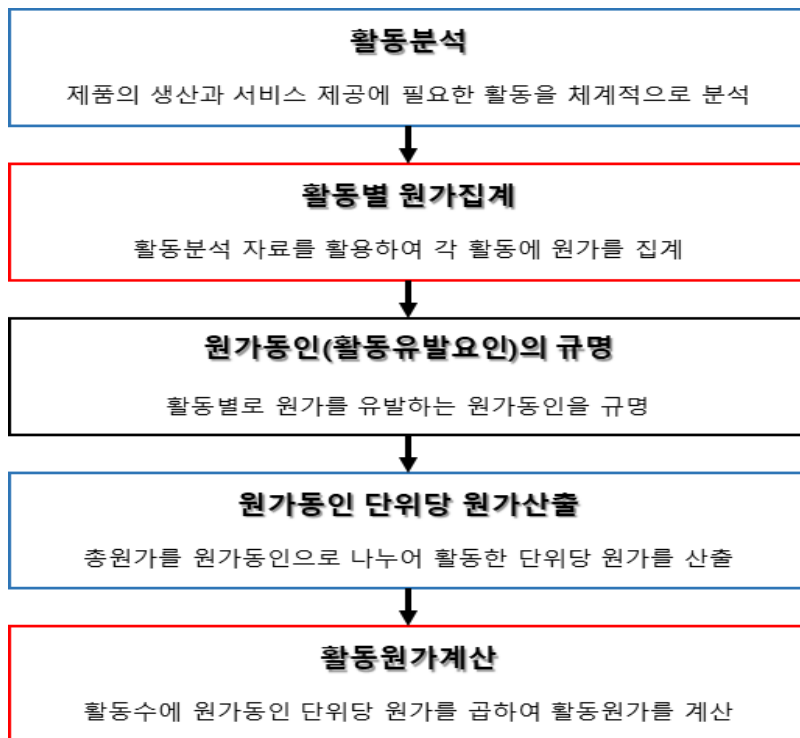 활동분석
제품의 생산과 서비스 제공에 필요한 활동을 체계적으로 분석
활동별 원가집계
활동분석 자료를 활용하여 각 활동에 원가를 집계
원가동인(활동유발요인)의 규명
활동별로 원가를 유발하는 원가동인을 규명
원가동인 단위당 원가산출
총원가를 원가동인으로 나누어 활동한 단위당 원가를 산출
활동원가계산
활동수에 원가동인 단위당 원가를 곱하여 활동원가를 계산